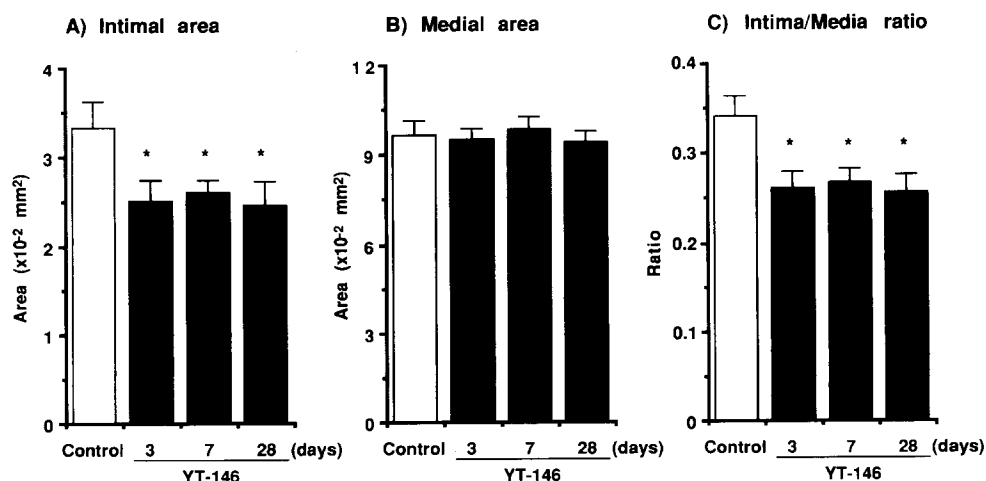 A) Intimal area
4
3
2
1
0
Area (x10-2 mm2)
*
*
*
Control 3 7 28 (days)
YT-146
B) Medial area
12
9
6
3
0
Area (x10-2 mm2)
Control 3 7 28 (days)
YT-146
C) Intima/Media ratio
0.4
0.3
0.2
0.1
0
Ratio
*
*
*
Control 3 7 28 (days)
YT-146